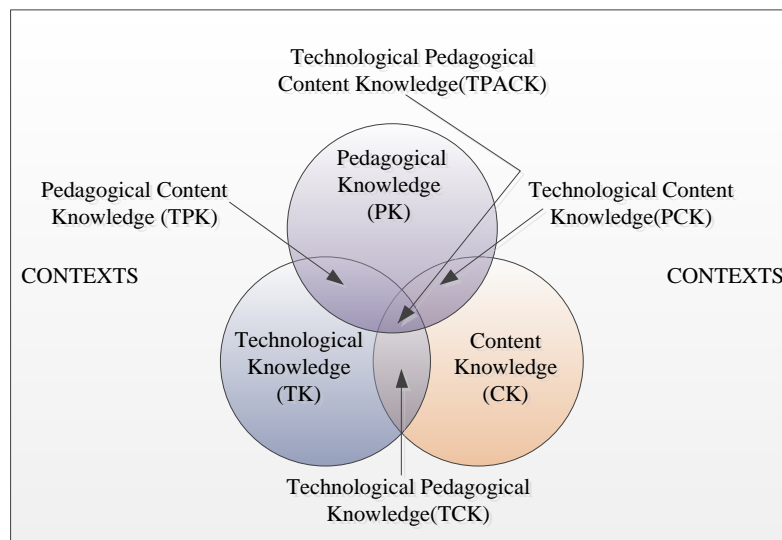 Technological Pedagogical
Content Knowledge(TPACK)
Pedagogical
Knowledge
(PK)
Pedagogical Content
Knowledge (TPK)
Technological Content
Knowledge(PCK)
CONTEXTS
CONTEXTS
Technological
Knowledge
(TK)
Content
Knowledge
(CK)
Technological Pedagogical
Knowledge(TCK)